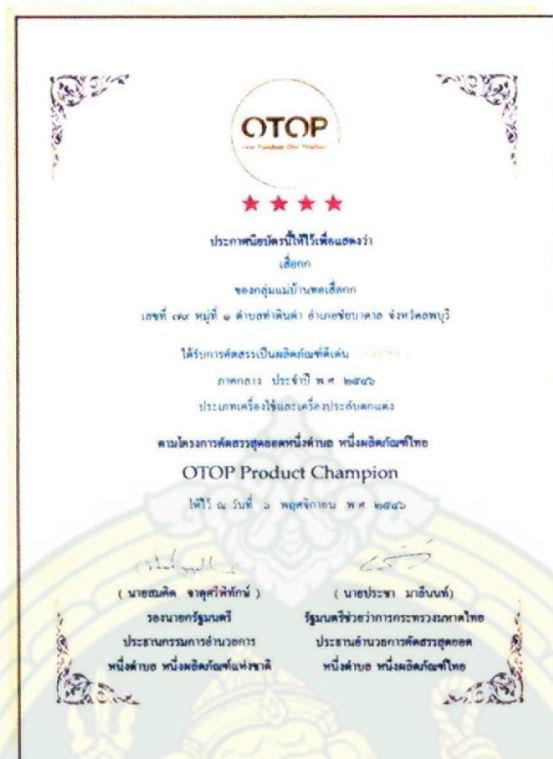 OTOP
One Tambon One Product
ประกาศนียบัตรนี้ให้ไว้เพื่อแสดงว่า
เสื่อกก
ของกลุ่มแม่บ้านทอเสื่อกก
เลขที่ ๗๙ หมู่ที่ ๑ ตำบลท่าดินดำ อำเภอชัยบาดาล จังหวัดลพบุรี
ได้รับการคัดสรรเป็นผลิตภัณฑ์ดีเด่น
ภาคกลาง ประจำปี พ.ศ. ๒๕๔๖
ประเภทเครื่องใช้และเครื่องประดับตกแต่ง
ตามโครงการคัดสรรสุดยอดหนึ่งตำบล หนึ่งผลิตภัณฑ์ไทย
OTOP Product Champion
ให้ไว้ ณ วันที่ ๖ พฤศจิกายน พ.ศ. ๒๕๔๖
( นายสมคิด จาตุศรีพิทักษ์ )
รองนายกรัฐมนตรี
ประธานกรรมการอำนวยการ
หนึ่งตำบล หนึ่งผลิตภัณฑ์แห่งชาติ
( นายประชา มาลีนนท์ )
รัฐมนตรีช่วยว่าการกระทรวงมหาดไทย
ประธานอำนวยการคัดสรรสุดยอด
หนึ่งตำบล หนึ่งผลิตภัณฑ์ไทย